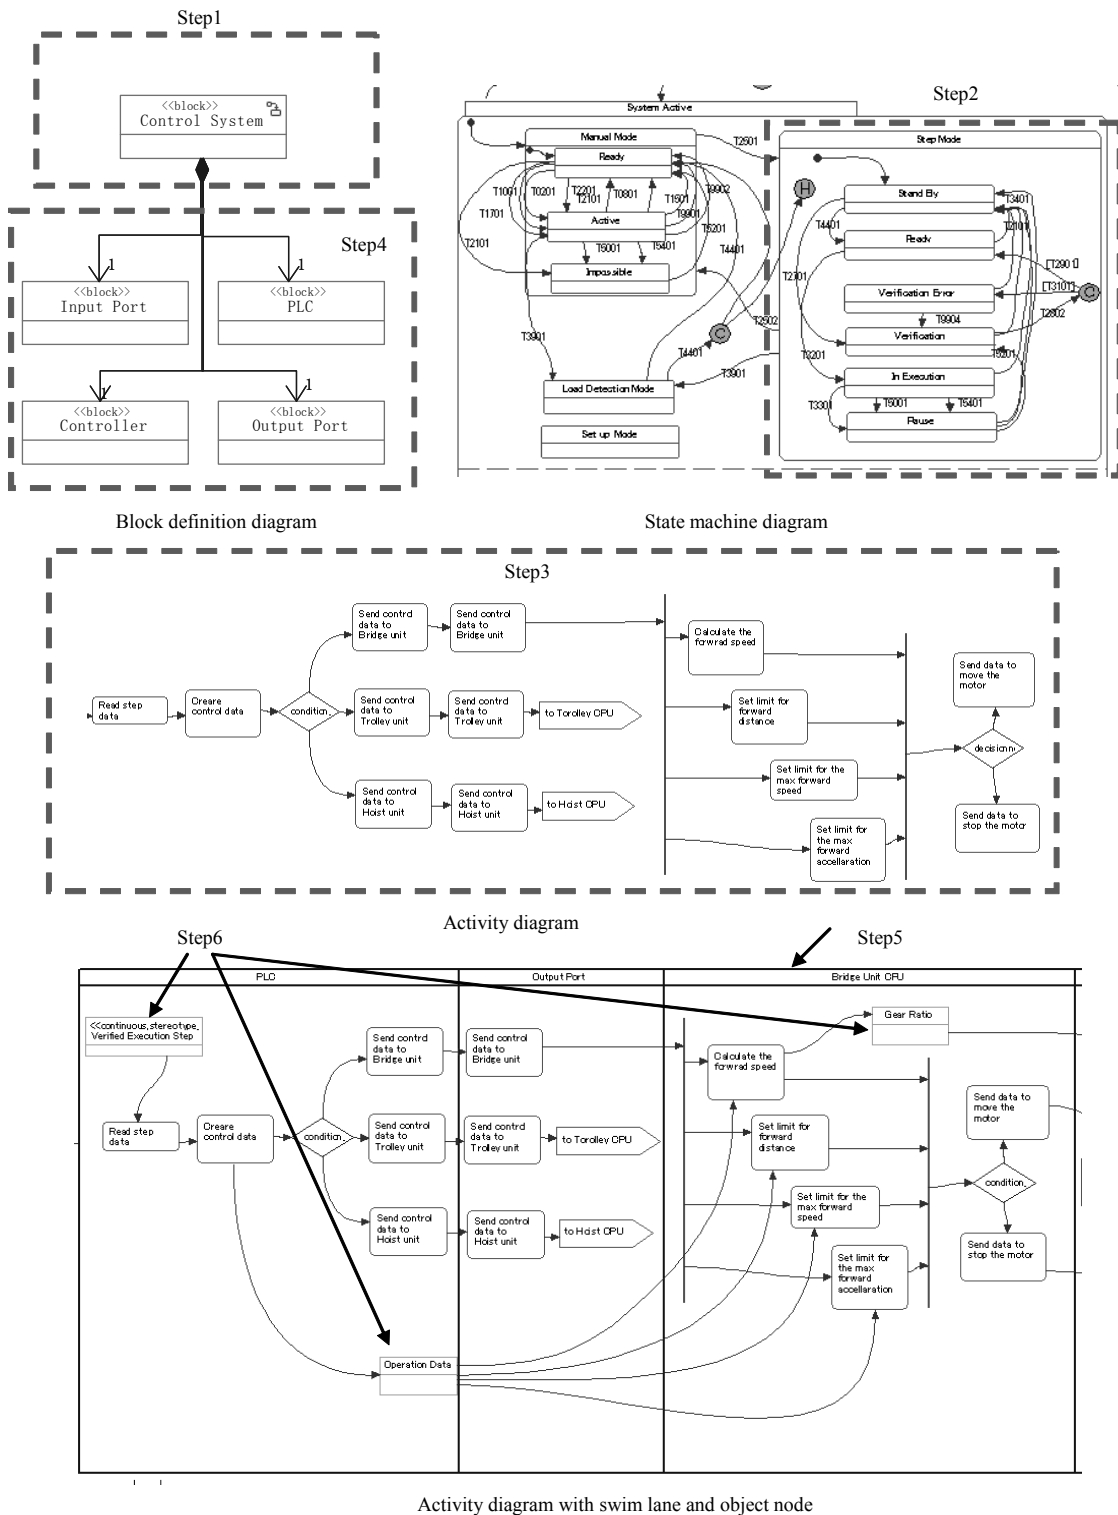 Step1
<<block>>
Control System
Step4
1
1
<<block>>
Input Port
<<block>>
PLC
1
1
<<block>>
Controller
<<block>>
Output Port
Block definition diagram
Step2
System Active
Manual Mode
Ready
T1001
T0201
T2201
T2101
T0801
T1501
T9902
T9901
T1701
T2101
Active
T5001
T5401
T5201
T4401
Impossible
T2501
T2502
T3901
T4401
C
T3901
Load Detection Mode
Set up Mode
Step Mode
H
Stand By
T3401
T4401
T2101
Ready
[T2901]
T2701
[T3101]
C
Verification Error
T9904
T2802
Verification
T3201
T5201
In Execution
T3301
T5001
T5401
Pause
State machine diagram
Step3
Read step
data
Creare
control data
condition.
Send control
data to
Bridge unit
Send control
data to
Bridge unit
Send control
data to
Trolley unit
Send control
data to
Trolley unit
to Torolley CPU
Send control
data to
Hoist unit
Send control
data to
Hoist unit
to Hoist CPU
Calculate the
forwrad speed
Set limit for
forward
distance
Set limit for the
max forward
speed
Set limit for
the max
forward
accellaration
Send data to
move the
motor
decisionn
Send data to
stop the motor
Activity diagram
Step6
Step5
PLC
Output Port
Bridge Unit CPU
<<continuous,stereotype.
Verified Execution Step
Read step
data
Creare
control data
condition.
Send control
data to
Bridge unit
Send control
data to
Bridge unit
Send control
data to
Trolley unit
Send control
data to
Trolley unit
to Torolley CPU
Send control
data to
Hoist unit
Send control
data to
Hoist unit
to Hoist CPU
Operation Data
Gear Ratio
Calculate the
forwrad speed
Set limit for
forward
distance
Set limit for the
max forward
speed
Set limit for
the max
forward
accellaration
Send data to
move the
motor
condition.
Send data to
stop the motor
Activity diagram with swim lane and object node